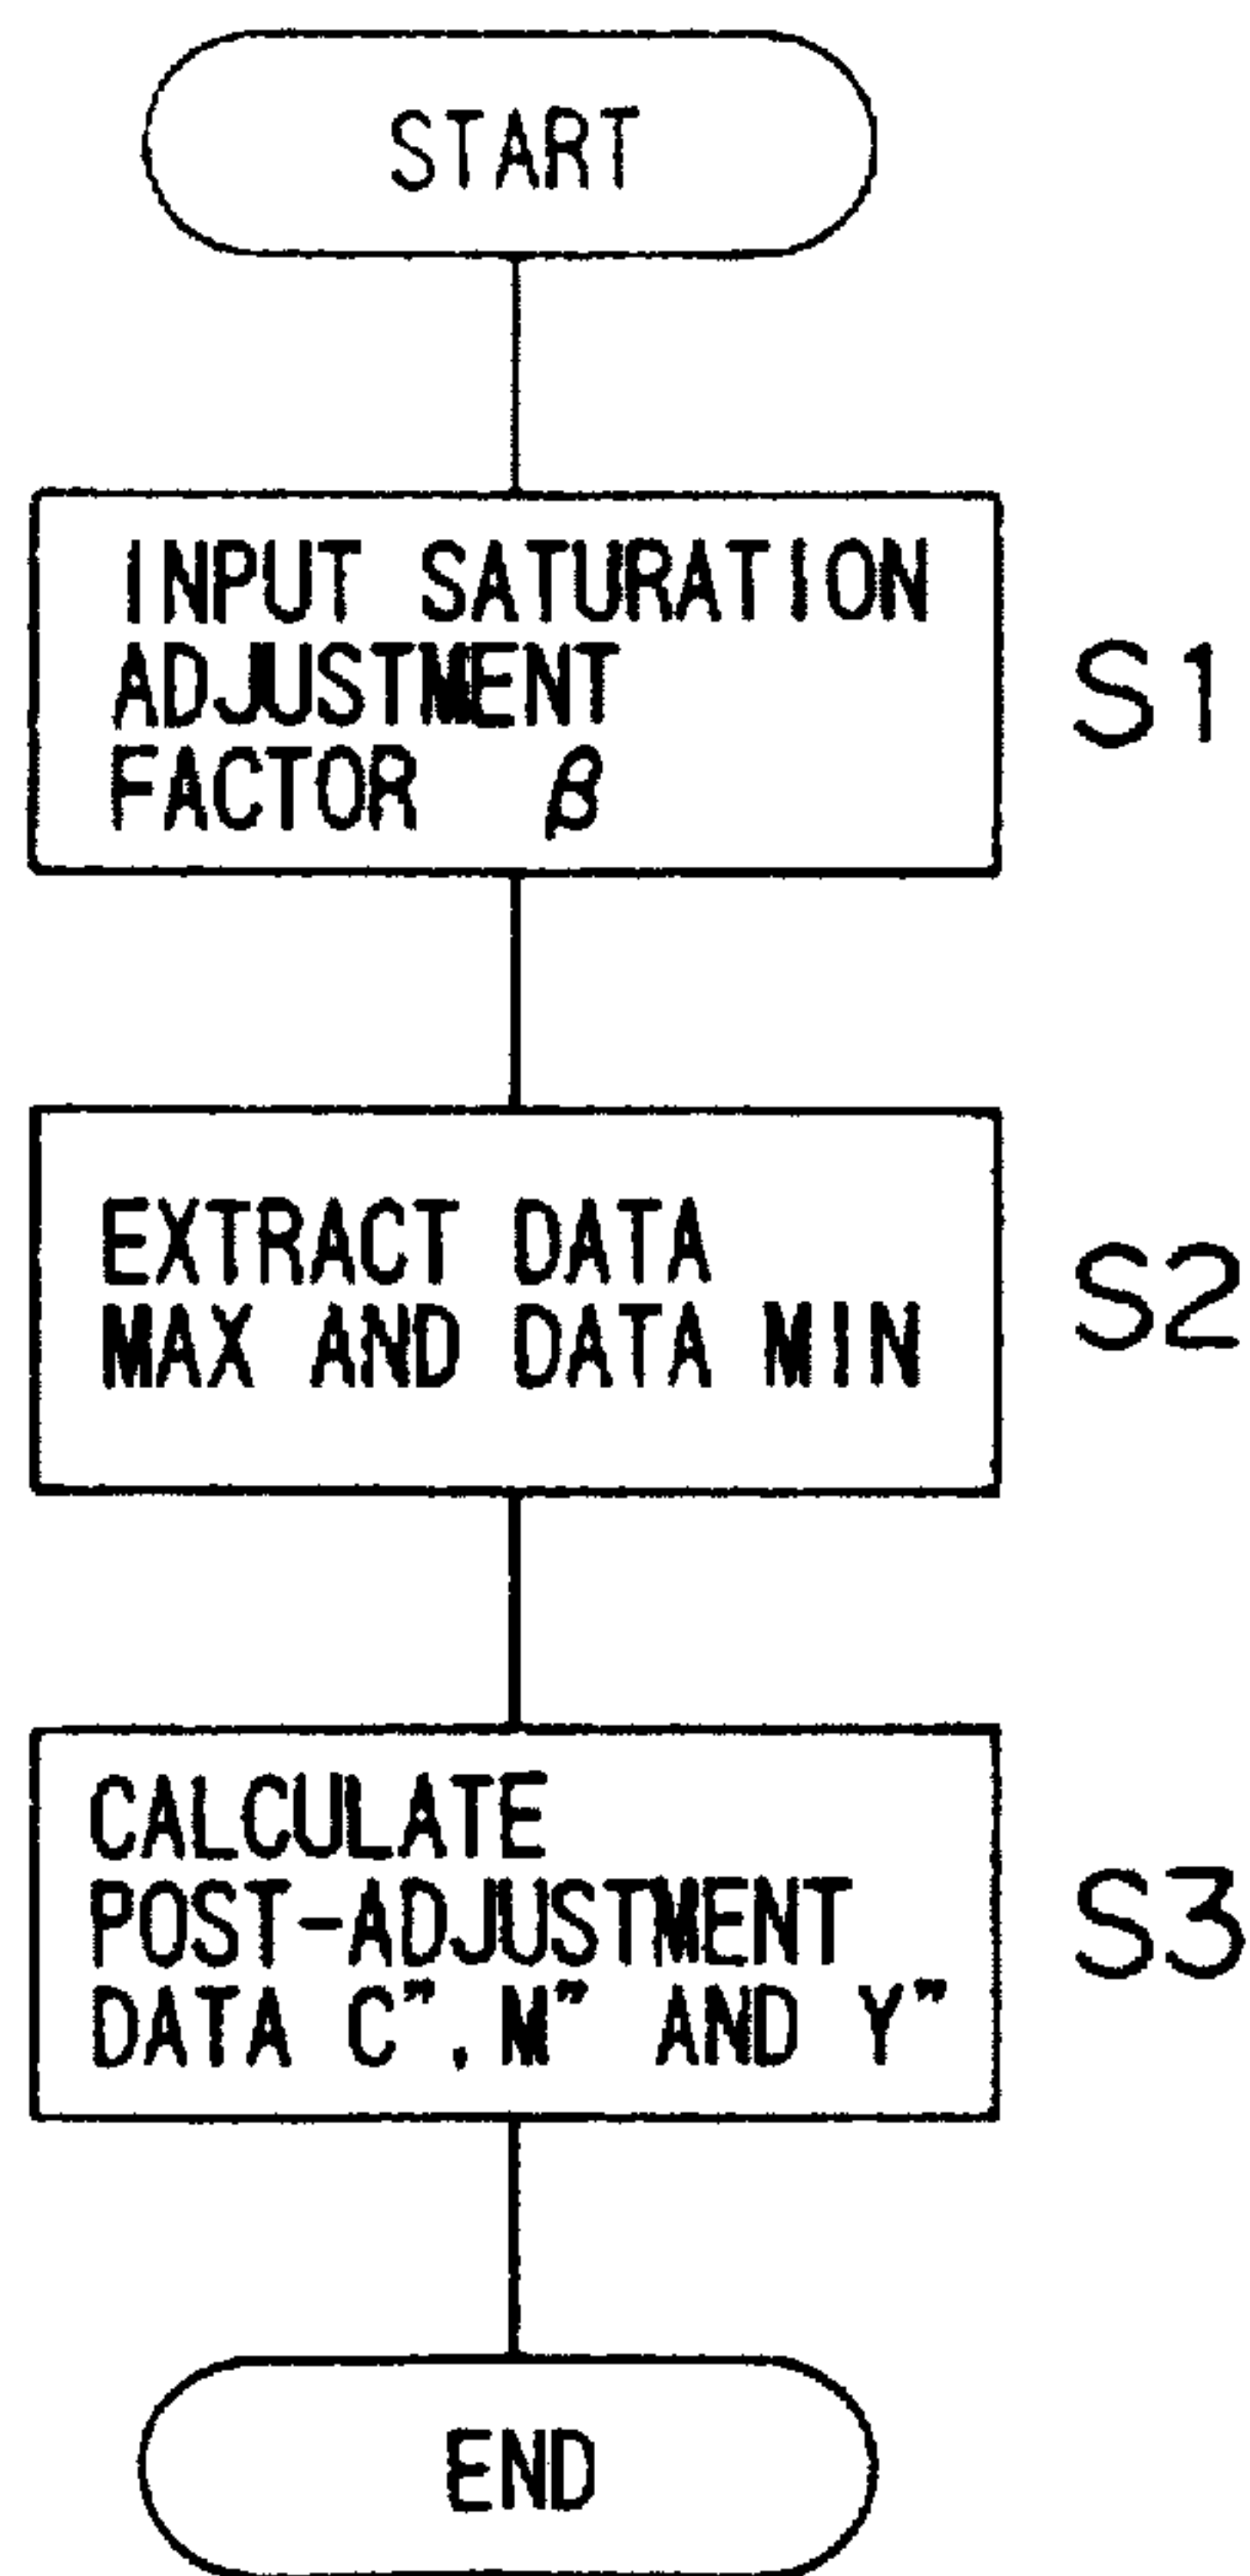 START
INPUT SATURATION
ADJUSTMENT
FACTOR β
S1
EXTRACT DATA
MAX AND DATA MIN
S2
CALCULATE
POST-ADJUSTMENT
DATA C", M" AND Y"
S3
END